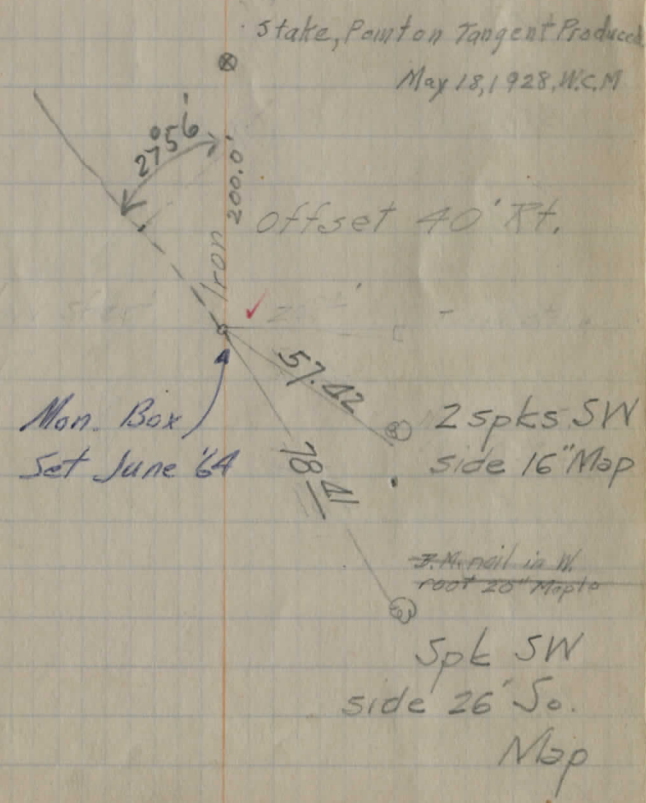 Stake, Point on Tangent Produced
May 18, 1928, W.C.M
27°56'
200.0'
offset 40' Rt.
Iron
57.42
Mon. Box
Set June '64
2 spks SW
side 16" Map
78.41
B.M. nail in W.
root 20" Maple
Spk SW
side 26" So.
Map